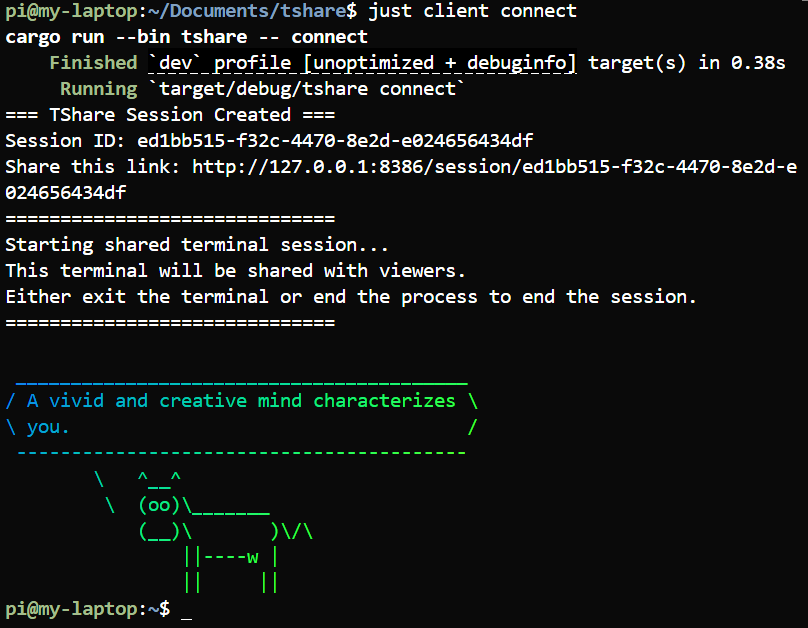 pi@my-laptop:~/Documents/tshare$ just client connect
cargo run --bin tshare -- connect
    Finished `dev` profile [unoptimized + debuginfo] target(s) in 0.38s
     Running `target/debug/tshare connect`
=== TShare Session Created ===
Session ID: ed1bb515-f32c-4470-8e2d-e024656434df
Share this link: http://127.0.0.1:8386/session/ed1bb515-f32c-4470-8e2d-e
024656434df
==============================
Starting shared terminal session...
This terminal will be shared with viewers.
Either exit the terminal or end the process to end the session.
==============================
 _________________________________________
/ A vivid and creative mind characterizes \
\ you.                                    /
 -----------------------------------------
        \   ^__^
         \  (oo)\_______
            (__)\       )\/\
                ||----w |
                ||     ||
pi@my-laptop:~$ _